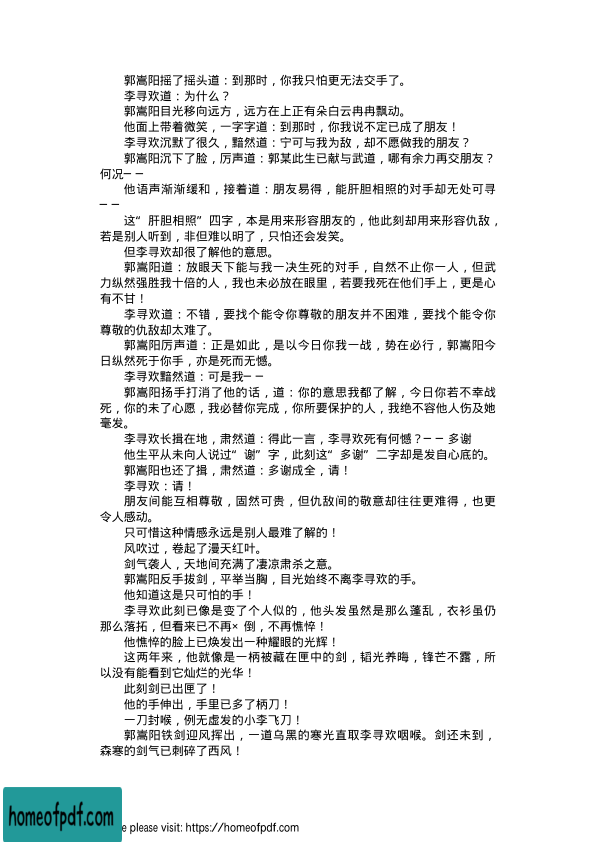 郭嵩阳摇了摇头道：到那时，你我只怕更无法交手了。
李寻欢道：为什么？
郭嵩阳目光移向远方，远方在上正有朵白云冉冉飘动。
他面上带着微笑，一字字道：到那时，你我说不定已成了朋友！
李寻欢沉默了很久，黯然道：宁可与我为敌，却不愿做我的朋友？
郭嵩阳沉下了脸，厉声道：郭某此生已献与武道，哪有余力再交朋友？
何况——
他语声渐渐缓和，接着道：朋友易得，能肝胆相照的对手却无处可寻
——
这“肝胆相照”四字，本是用来形容朋友的，他此刻却用来形容仇敌，
若是别人听到，非但难以明了，只怕还会发笑。
但李寻欢却很了解他的意思。
郭嵩阳道：放眼天下能与我一决生死的对手，自然不止你一人，但武
力纵然强胜我十倍的人，我也未必放在眼里，若要我死在他们手上，更是心
有不甘！
李寻欢道：不错，要找个能令你尊敬的朋友并不困难，要找个能令你
尊敬的仇敌却太难了。
郭嵩阳厉声道：正是如此，是以今日你我一战，势在必行，郭嵩阳今
日纵然死于你手，亦是死而无憾。
李寻欢黯然道：可是我——
郭嵩阳扬手打消了他的话，道：你的意思我都了解，今日你若不幸战
死，你的未了心愿，我必替你完成，你所要保护的人，我绝不容他人伤及她
毫发。
李寻欢长揖在地，肃然道：得此一言，李寻欢死有何憾？——多谢
他生平从未向人说过“谢”字，此刻这“多谢”二字却是发自心底的。
郭嵩阳也还了揖，肃然道：多谢成全，请！
李寻欢：请！
朋友间能互相尊敬，固然可贵，但仇敌间的敬意却往往更难得，也更
令人感动。
只可惜这种情感永远是别人最难了解的！
风吹过，卷起了漫天红叶。
剑气袭人，天地间充满了凄凉肃杀之意。
郭嵩阳反手拔剑，平举当胸，目光始终不离李寻欢的手。
他知道这是只可怕的手！
李寻欢此刻已像是变了个人似的，他头发虽然是那么蓬乱，衣衫虽仍
那么落拓，但看来已不再×倒，不再憔悴！
他憔悴的脸上已焕发出一种耀眼的光辉！
这两年来，他就像是一柄被藏在匣中的剑，韬光养晦，锋芒不露，所
以没有能看到它灿烂的光华！
此刻剑已出匣了！
他的手伸出，手里已多了柄刀！
一刀封喉，例无虚发的小李飞刀！
郭嵩阳铁剑迎风挥出，一道乌黑的寒光直取李寻欢咽喉。剑还未到，
森寒的剑气已刺碎了西风！
homeofpdf.com
please visit: https://homeofpdf.com